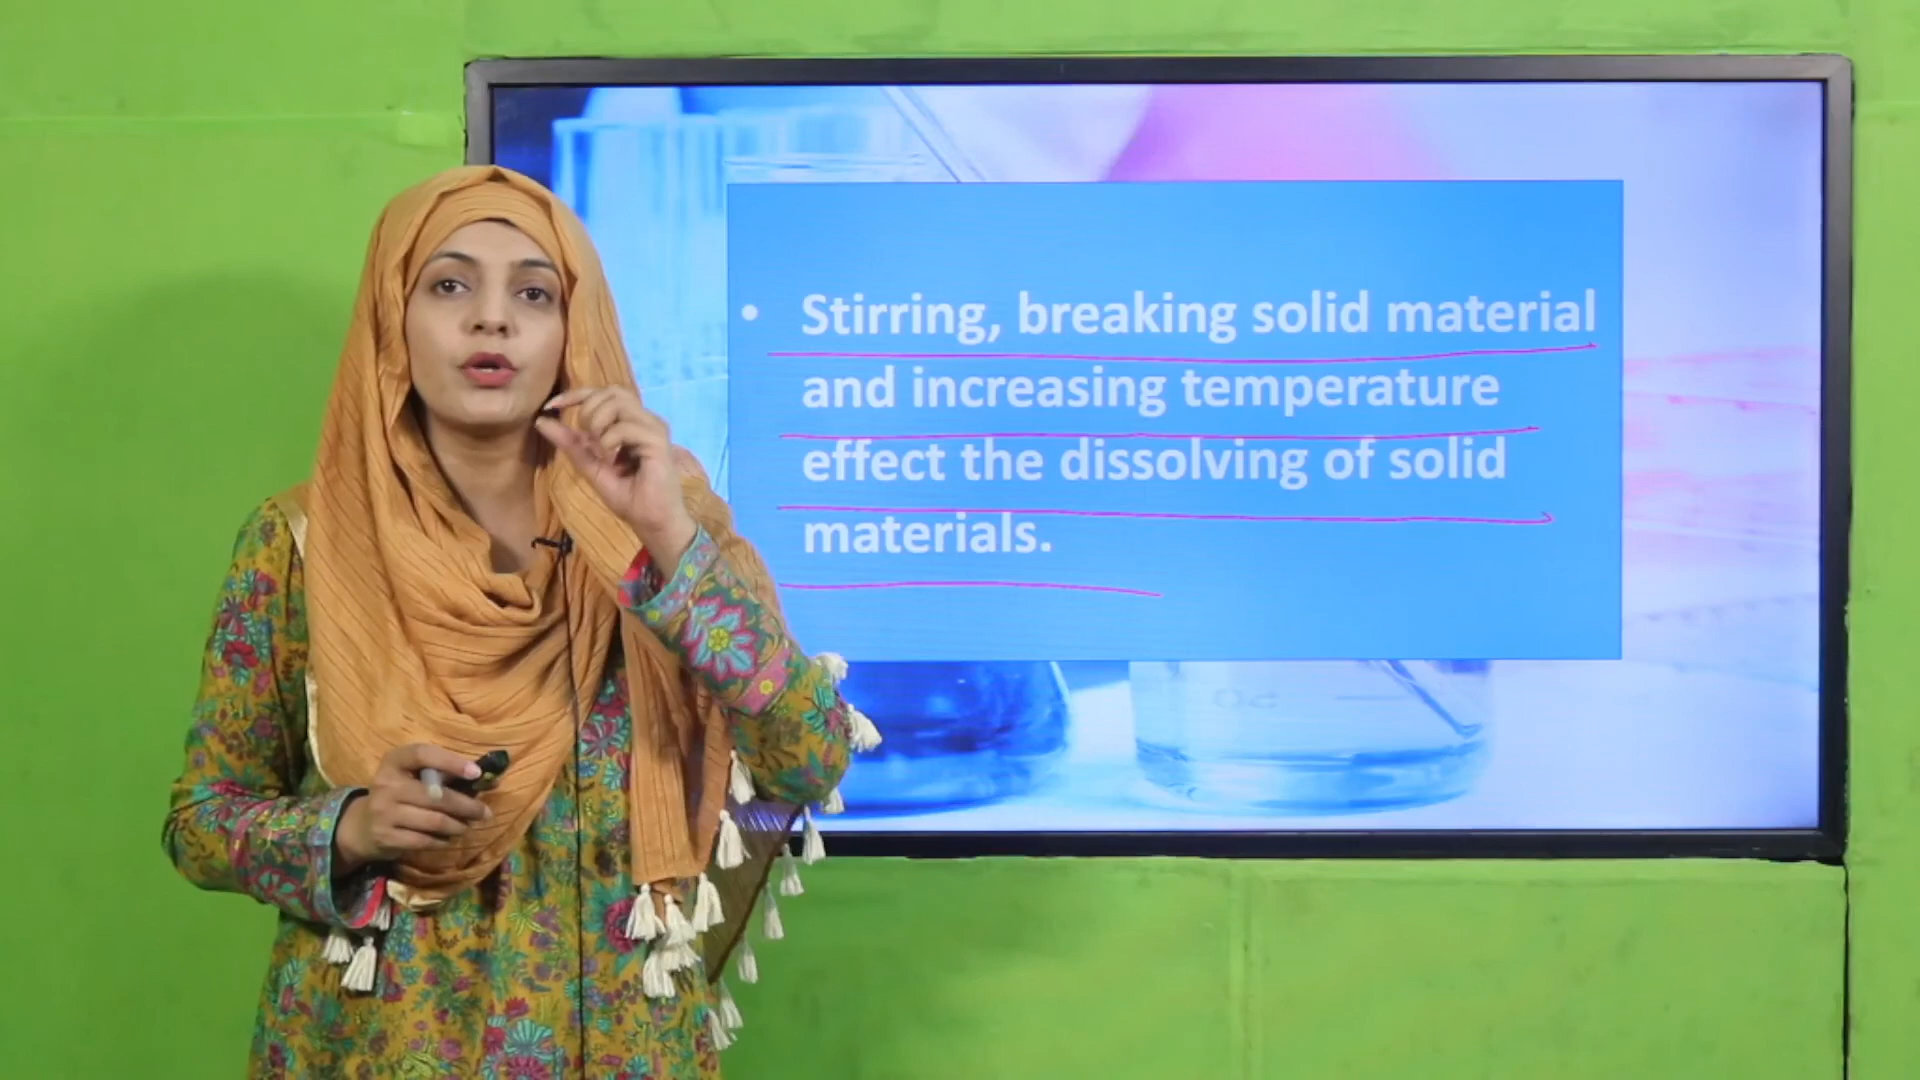 • Stirring, breaking solid material
and increasing temperature
effect the dissolving of solid
materials.